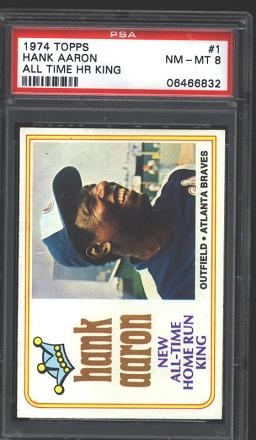 PSA
1974 TOPPS #1
HANK AARON NM-MT 8
ALL TIME HR KING 06466832
hank
aaron
NEW
ALL-TIME
HOME RUN
KING
OUTFIELD • ATLANTA BRAVES